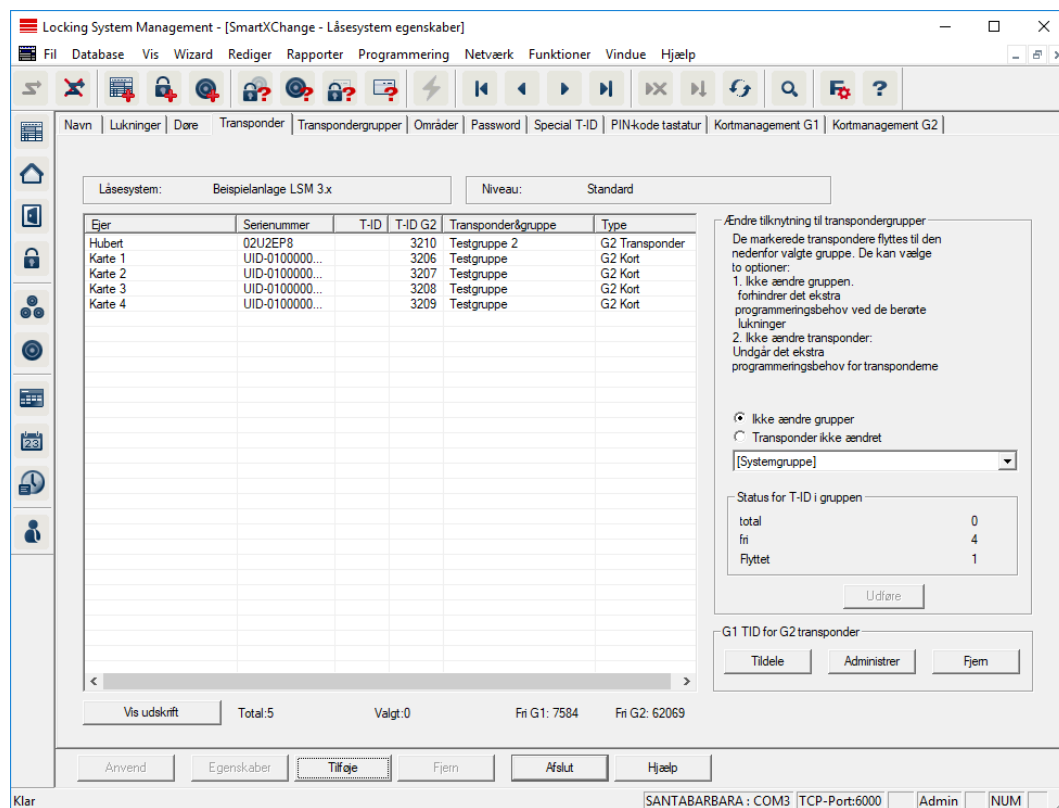 Locking System Management - [SmartXChange - Låsesystem egenskaber]
Fil Database Vis Wizard Rediger Rapporter Programmering Netværk Funktioner Vindue Hjælp
Navn Lukninger Døre Transponder Transpondergrupper Områder Password Special T-ID PIN-kode tastatur Kortmanagement G1 Kortmanagement G2
Låsesystem: Beispielanlage LSM 3.x Niveau: Standard
Ejer Serienummer T-ID T-ID G2 Transponder&gruppe Type
Hubert 02U2EP8 3210 Testgruppe 2 G2 Transponder
Karte 1 UID-0100000... 3206 Testgruppe G2 Kort
Karte 2 UID-0100000... 3207 Testgruppe G2 Kort
Karte 3 UID-0100000... 3208 Testgruppe G2 Kort
Karte 4 UID-0100000... 3209 Testgruppe G2 Kort
Ændre tilknytning til transpondergrupper
De markerede transpondere flyttes til den
nedenfor valgte gruppe. De kan vælge
to optioner:
1. Ikke ændre gruppen.
forhindrer det ekstra
programmeringsbehov ved de berørte
lukninger
2. Ikke ændre transponder:
Undgår det ekstra
programmeringsbehov for transponderne
Ikke ændre grupper
Transponder ikke ændret
[Systemgruppe]
Status for T-ID i gruppen
total 0
fri 4
Flyttet 1
Udføre
G1 TID for G2 transponder
Tildele Administrer Fjern
Vis udskrift Total:5 Valgt:0 Fri G1: 7584 Fri G2: 62069
Anvend Egenskaber Tilføje Fjern Afslut Hjælp
Klar SANTABARBARA : COM3 TCP-Port:6000 Admin NUM